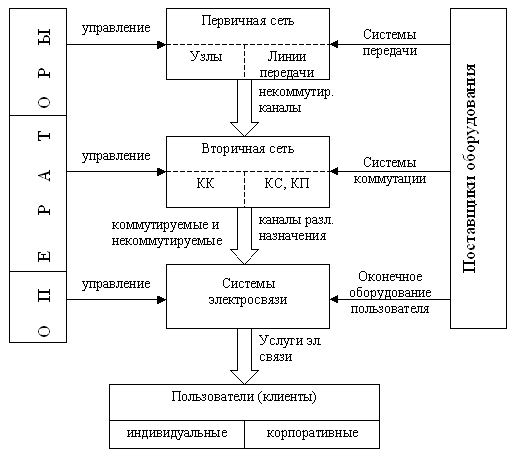 ОПЕРАТОРЫ
управление
Первичная сеть
Узлы
Линии
передачи
Системы
передачи
некоммутир.
каналы
управление
Вторичная сеть
КК
КС, КП
Системы
коммутации
коммутируемые и
некоммутируемые
каналы разл.
назначения
управление
Системы
электросвязи
Оконечное
оборудование
пользователя
Поставщики оборудования
Услуги эл.
связи
Пользователи (клиенты)
индивидуальные
корпоративные